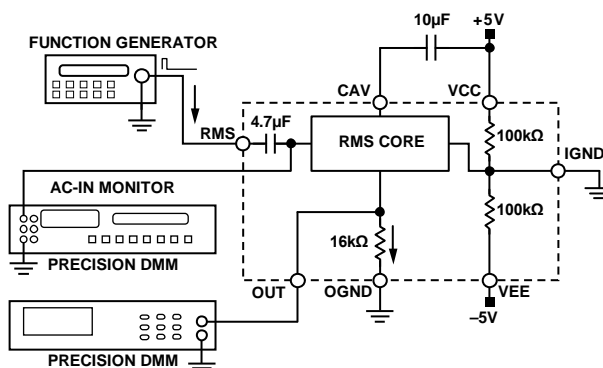 10µF
+5V
FUNCTION GENERATOR
CAV
VCC
4.7µF
RMS
RMS CORE
100kΩ
IGND
AC-IN MONITOR
100kΩ
16kΩ
PRECISION DMM
OUT
OGND
VEE
–5V
PRECISION DMM